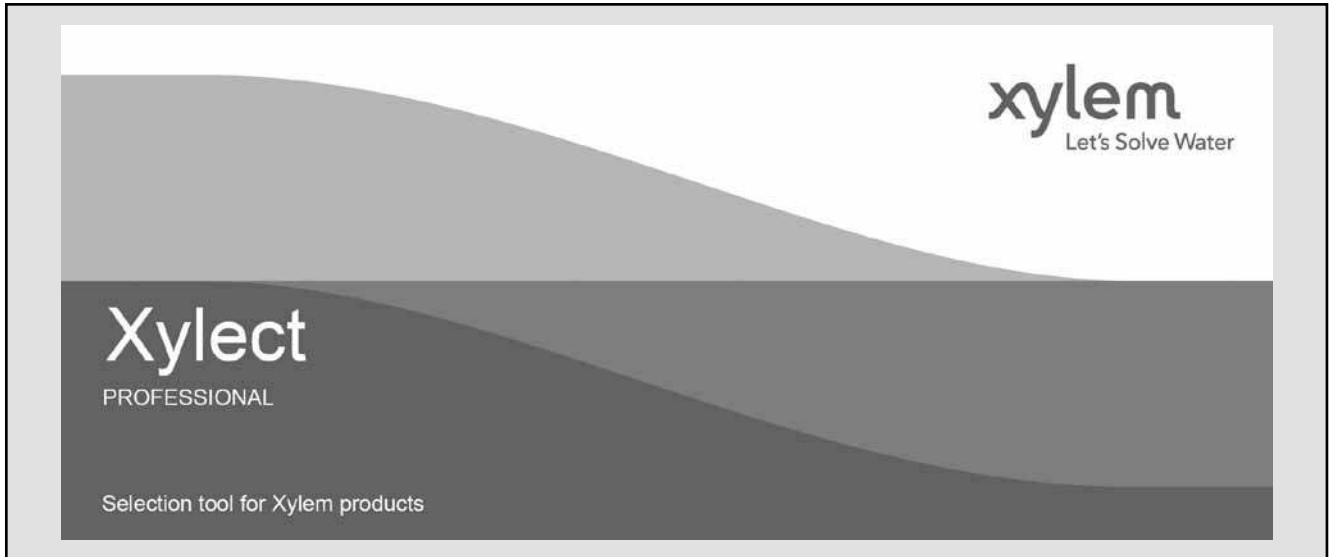 xylem
Let's Solve Water
Xylect
PROFESSIONAL
Selection tool for Xylem products